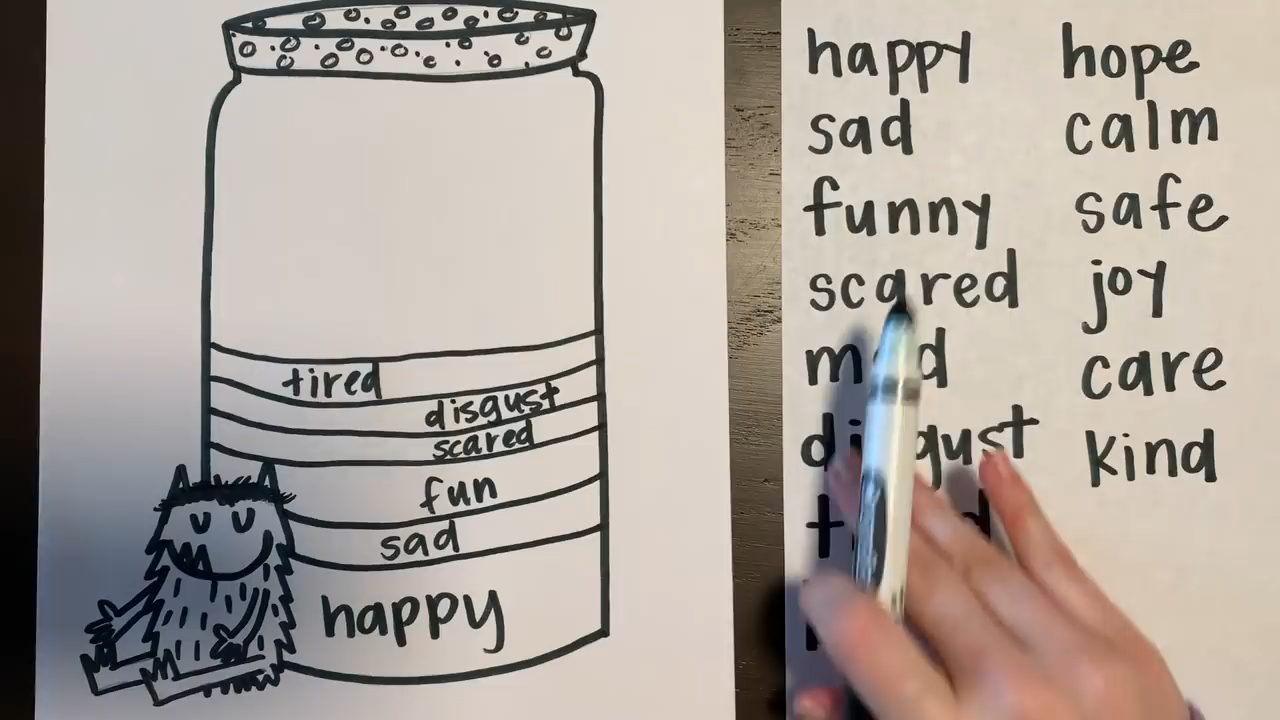 tired
disgust
scared
fun
sad
happy
happy
sad
funny
scared
hope
calm
safe
joy
care
kind